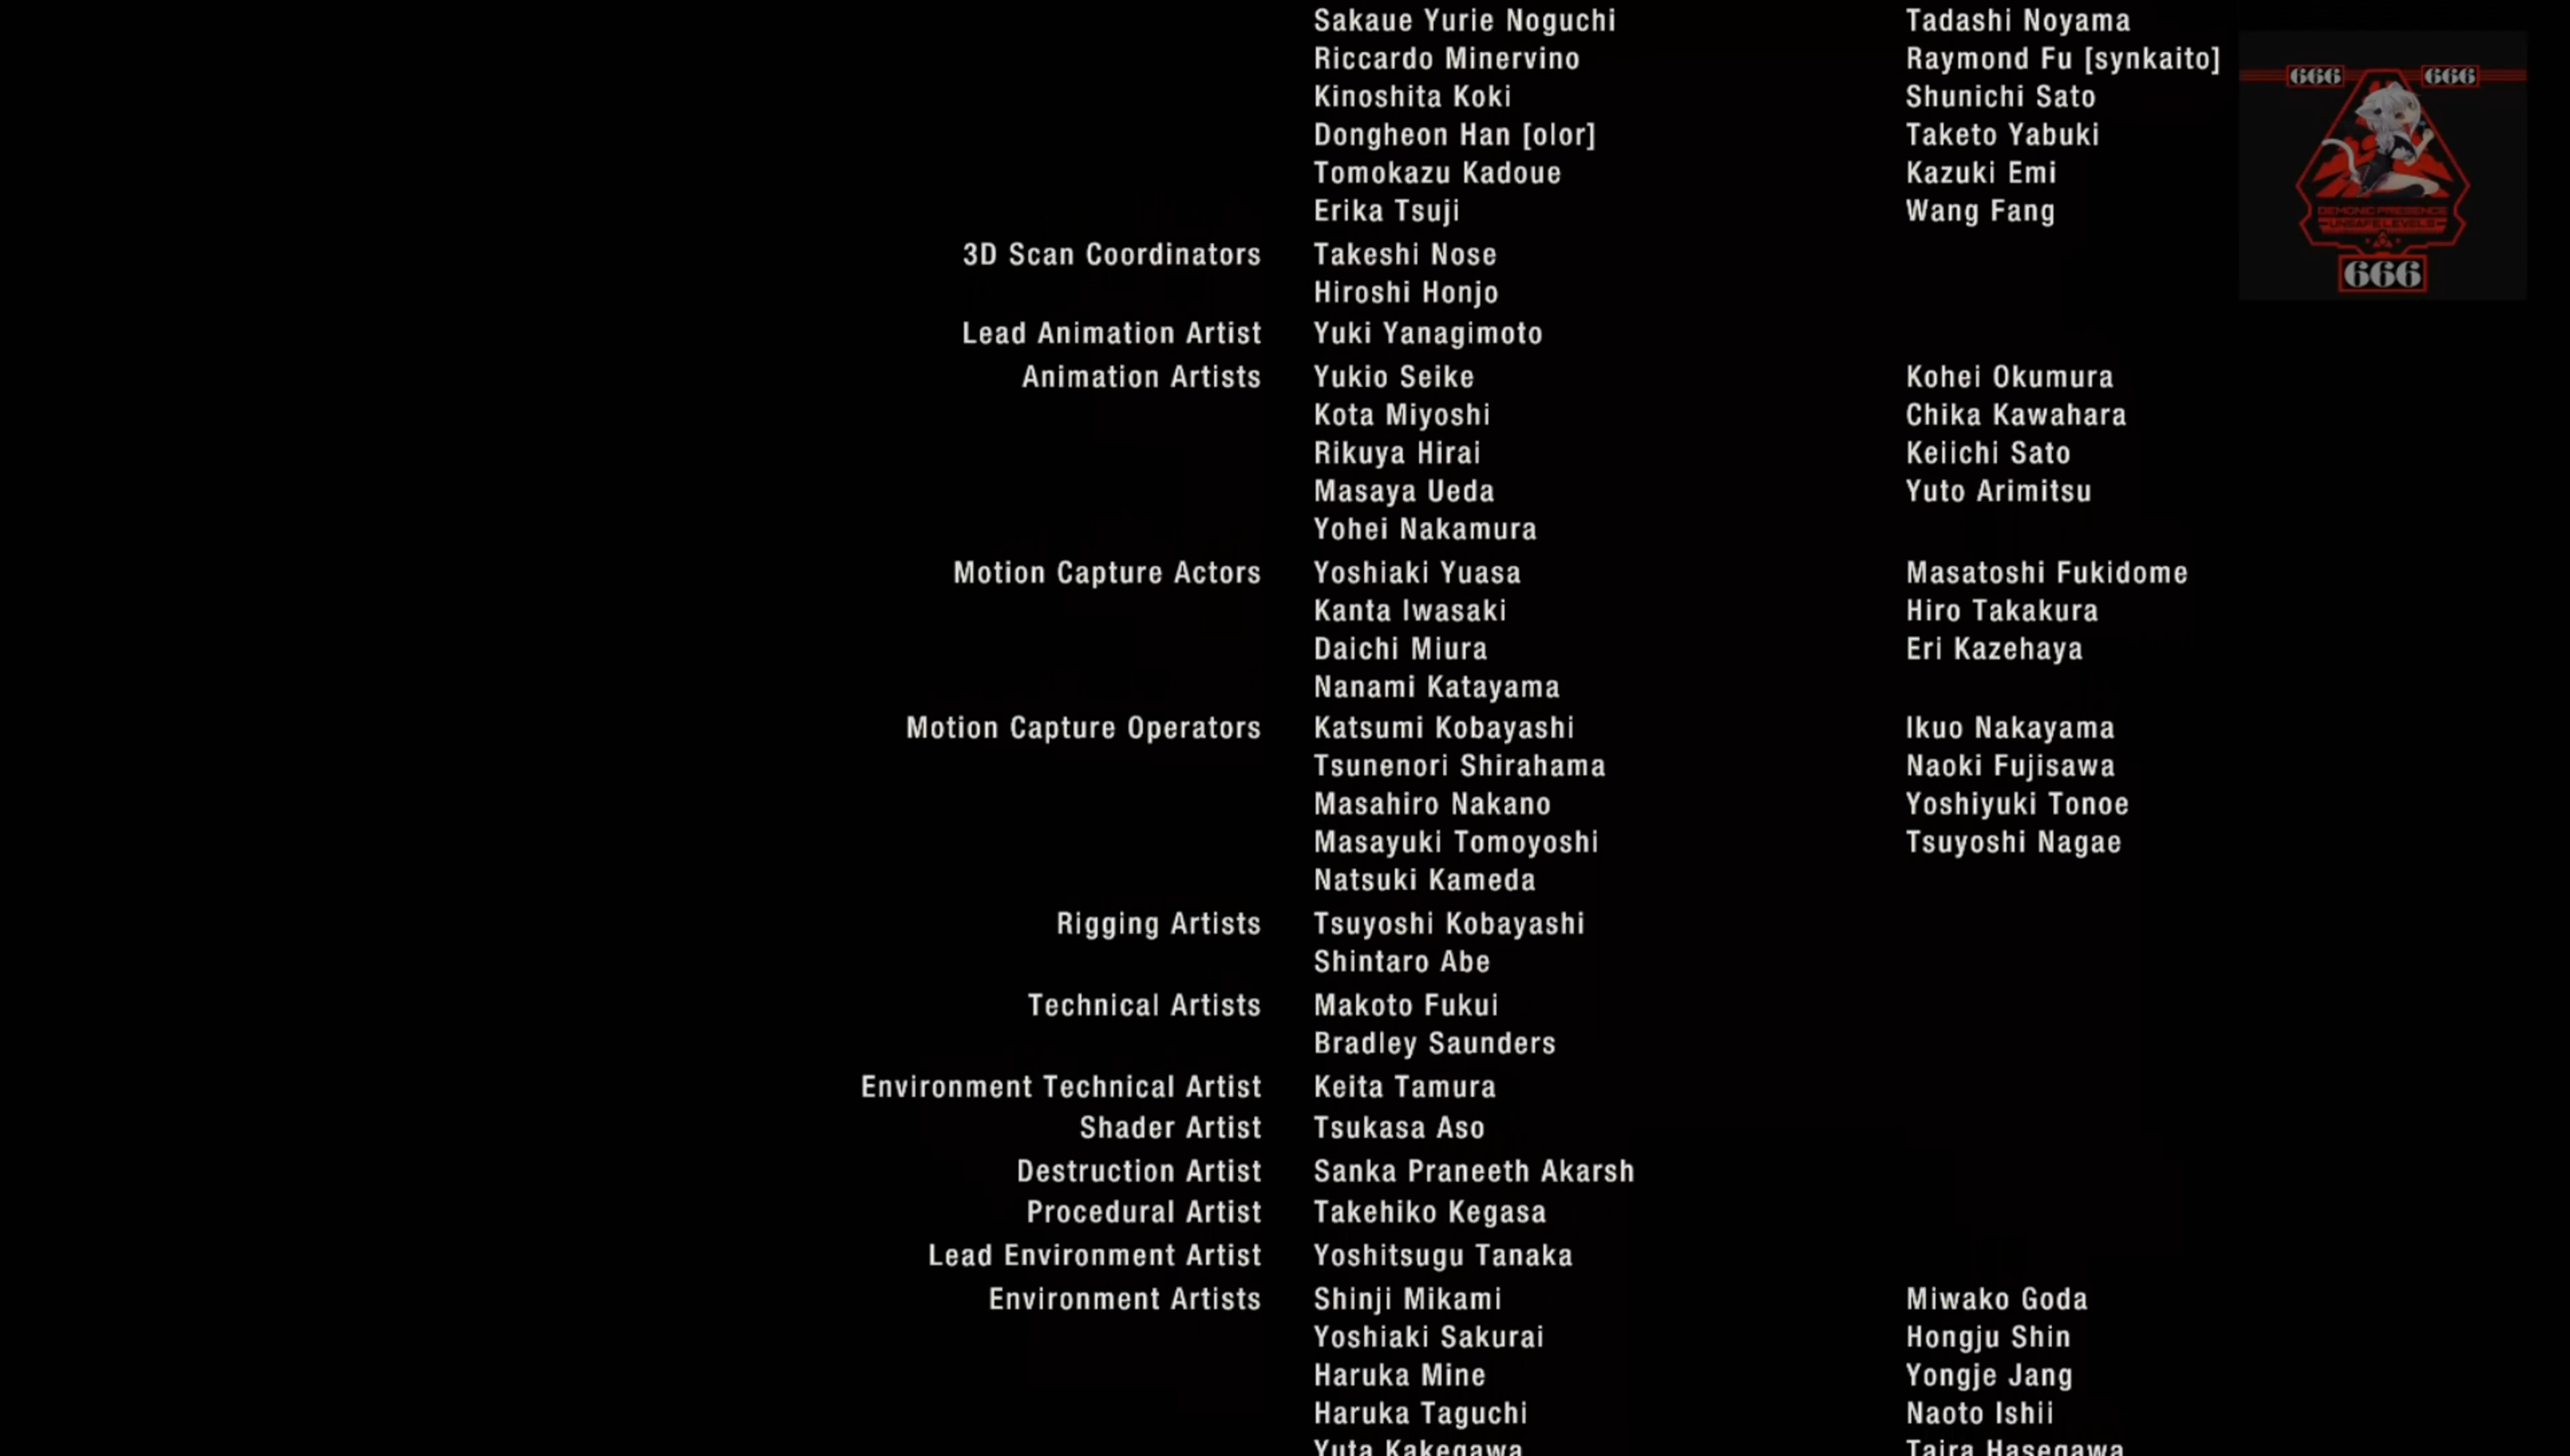 Sakaue Yurie Noguchi Tadashi Noyama
Riccardo Minervino Raymond Fu [synkaito]
Kinoshita Koki Shunichi Sato
Dongheon Han [olor] Taketo Yabuki
Tomokazu Kadoue Kazuki Emi
Erika Tsuji Wang Fang
666 666
DEMONIC PRESENCE
UNSAFE LEVELS
666
3D Scan Coordinators Takeshi Nose
Hiroshi Honjo
Lead Animation Artist Yuki Yanagimoto
Animation Artists Yukio Seike Kohei Okumura
Kota Miyoshi Chika Kawahara
Rikuya Hirai Keiichi Sato
Masaya Ueda Yuto Arimitsu
Yohei Nakamura
Motion Capture Actors Yoshiaki Yuasa Masatoshi Fukidome
Kanta Iwasaki Hiro Takakura
Daichi Miura Eri Kazehaya
Nanami Katayama
Motion Capture Operators Katsumi Kobayashi Ikuo Nakayama
Tsunenori Shirahama Naoki Fujisawa
Masahiro Nakano Yoshiyuki Tonoe
Masayuki Tomoyoshi Tsuyoshi Nagae
Natsuki Kameda
Rigging Artists Tsuyoshi Kobayashi
Shintaro Abe
Technical Artists Makoto Fukui
Bradley Saunders
Environment Technical Artist Keita Tamura
Shader Artist Tsukasa Aso
Destruction Artist Sanka Praneeth Akarsh
Procedural Artist Takehiko Kegasa
Lead Environment Artist Yoshitsugu Tanaka
Environment Artists Shinji Mikami Miwako Goda
Yoshiaki Sakurai Hongju Shin
Haruka Mine Yongje Jang
Haruka Taguchi Naoto Ishii
Yuta Kakegawa Taira Hasegawa